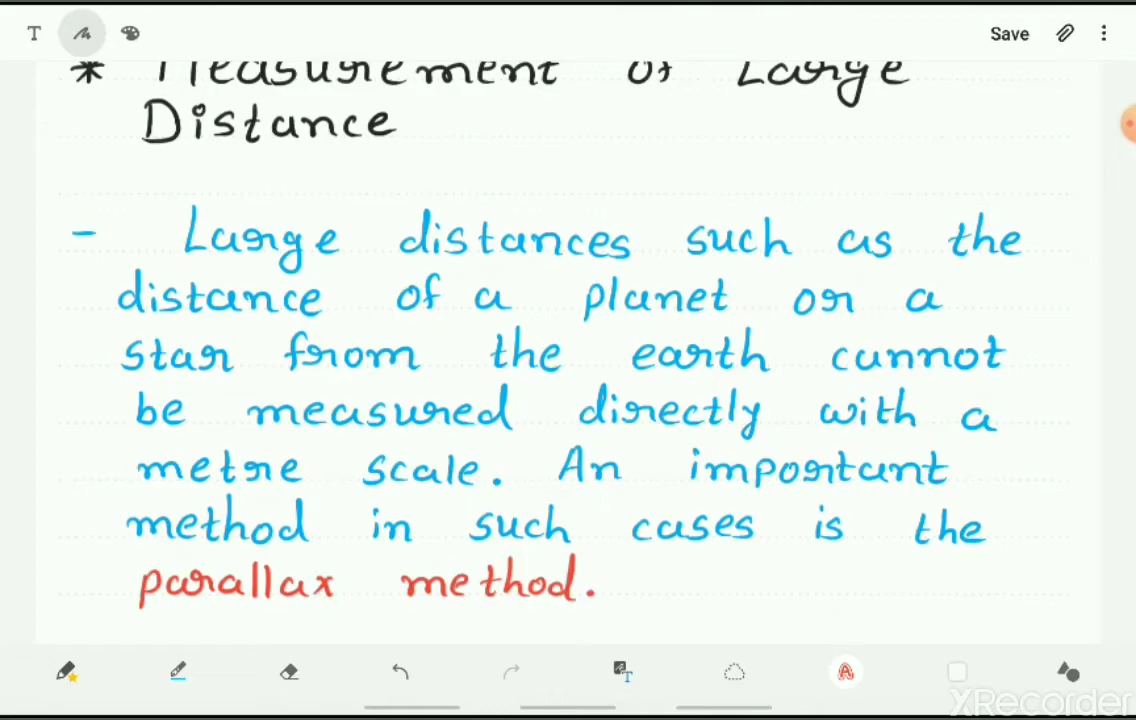 T
Save
* Measurement of Large
Distance
- Large distances such as the
distance of a planet or a
star from the earth cannot
be measured directly with a
metre scale. An important
method in such cases is the
parallax method.
T
A
XRecorder